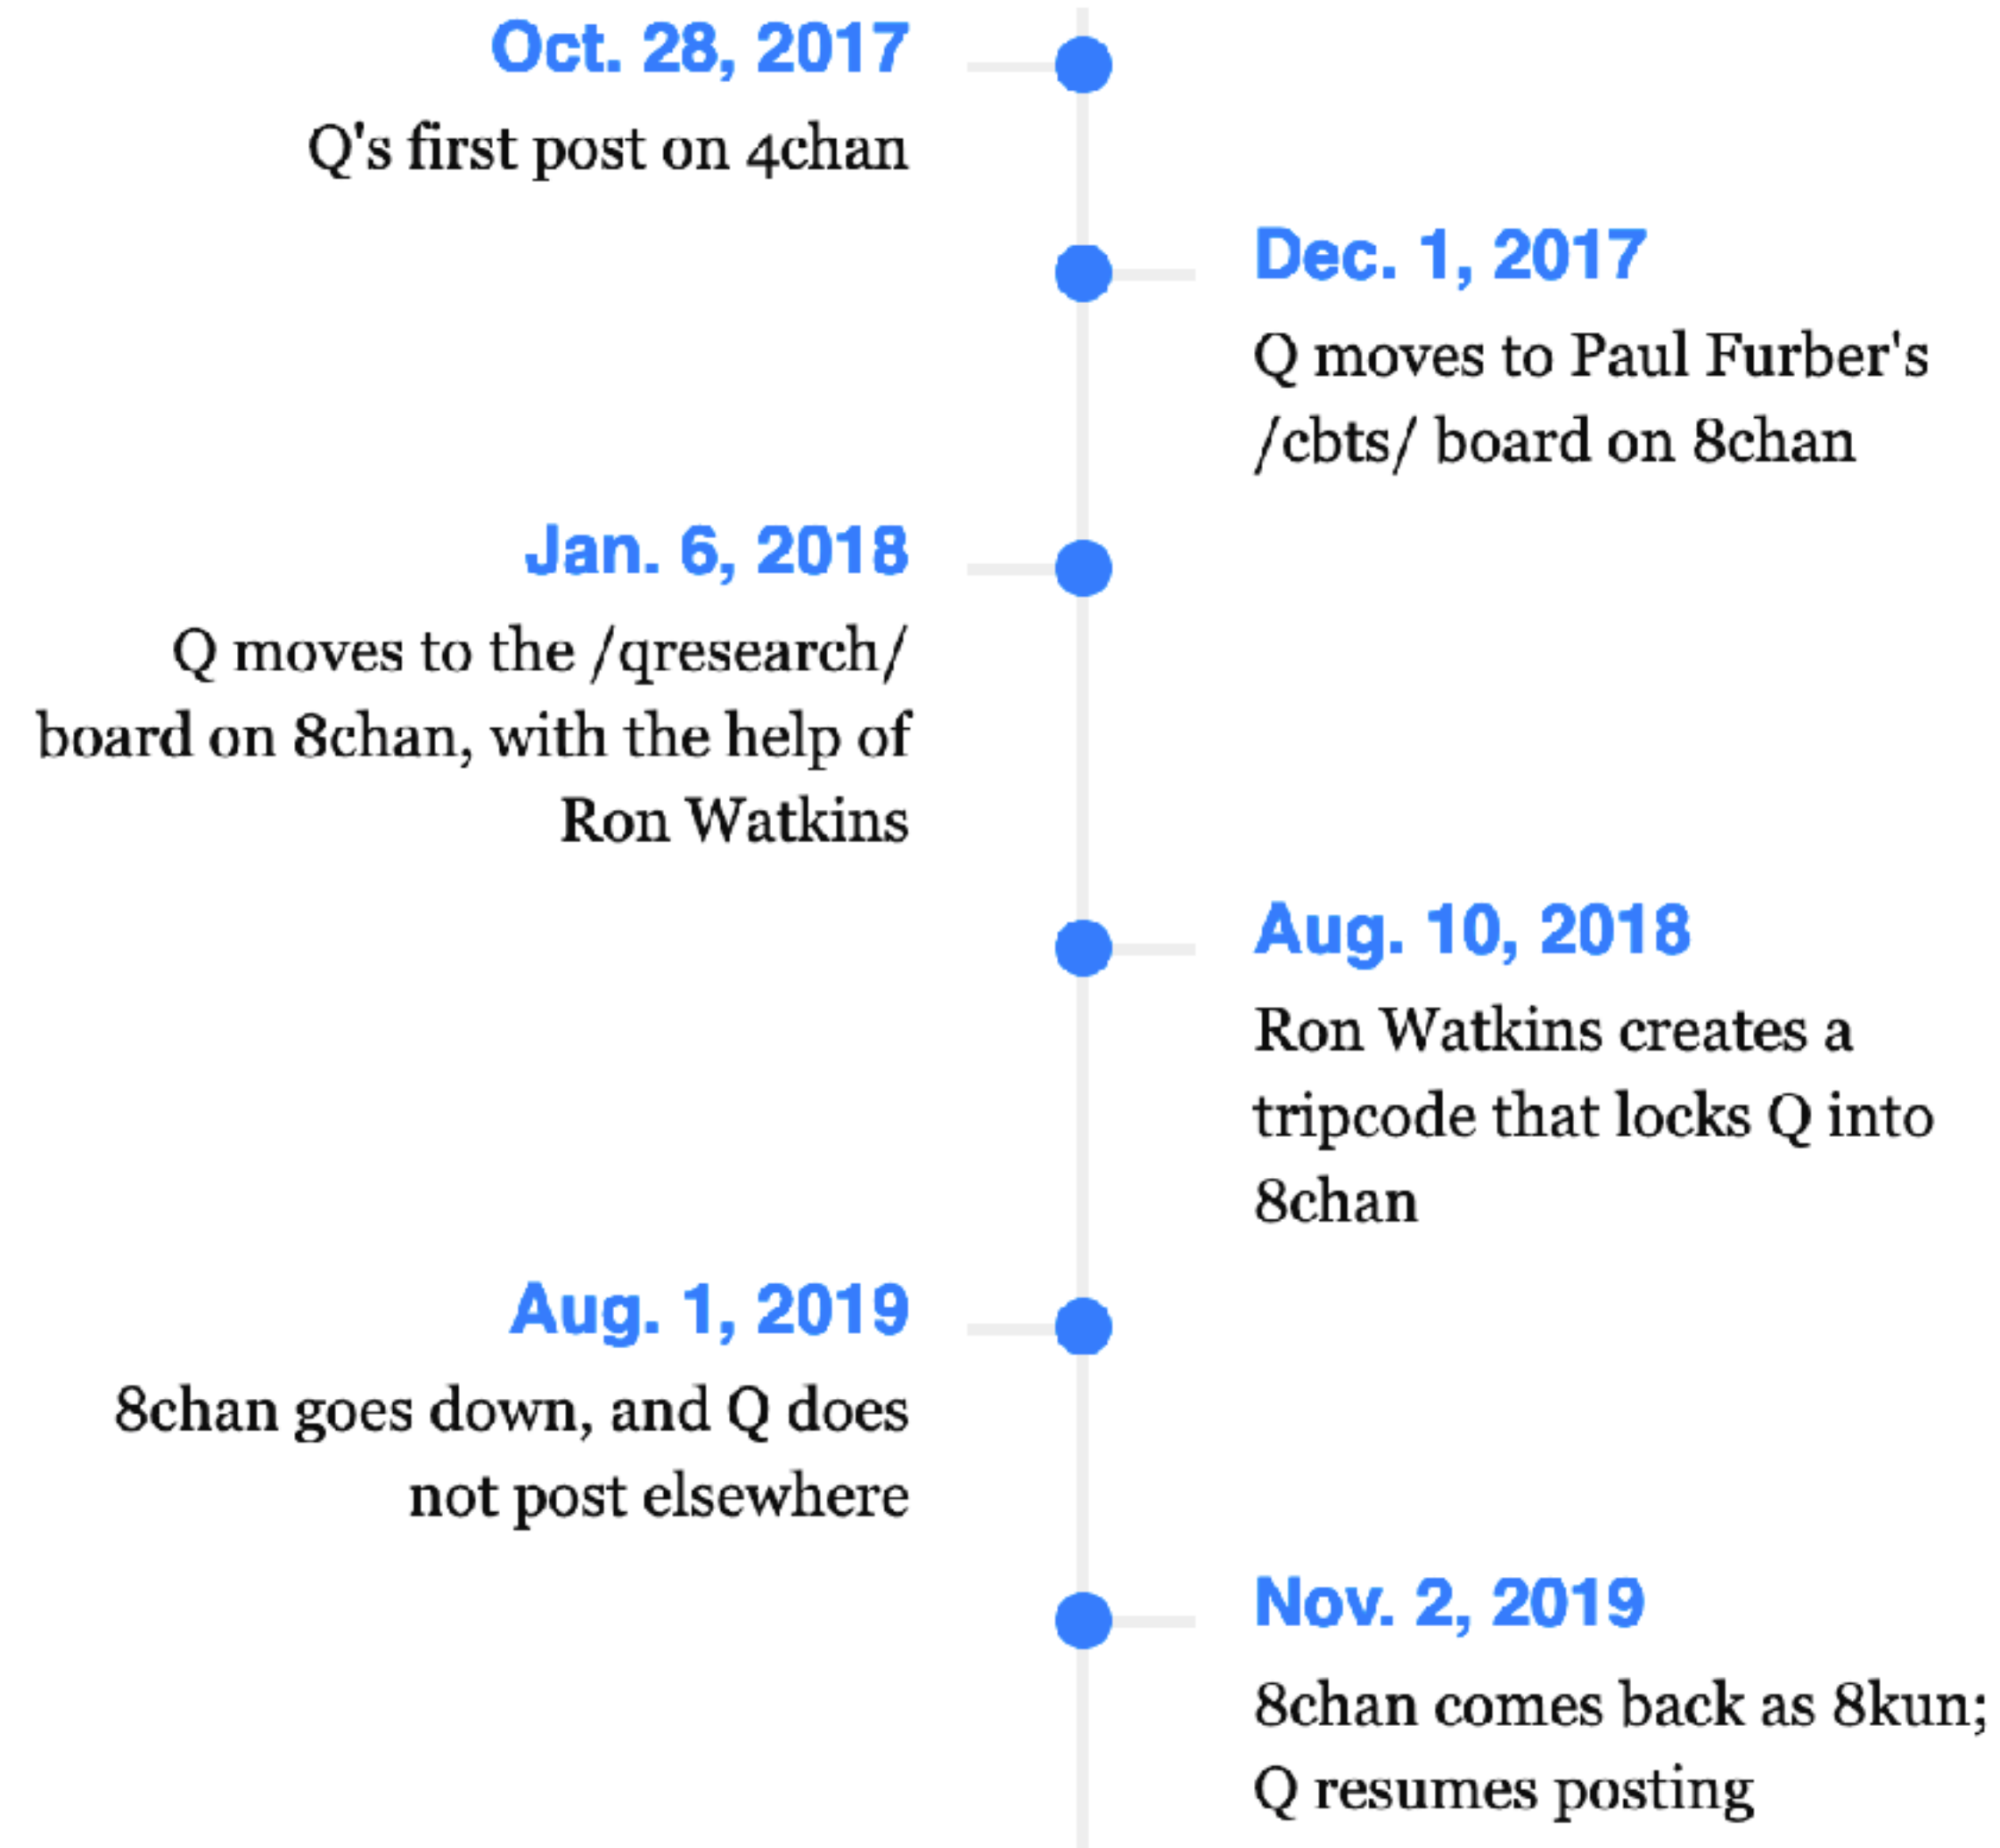 Oct. 28, 2017
Q's first post on 4chan
Dec. 1, 2017
Q moves to Paul Furber's
/cbts/ board on 8chan
Jan. 6, 2018
Q moves to the /qresearch/
board on 8chan, with the help of
Ron Watkins
Aug. 10, 2018
Ron Watkins creates a
tripcode that locks Q into
8chan
Aug. 1, 2019
8chan goes down, and Q does
not post elsewhere
Nov. 2, 2019
8chan comes back as 8kun;
Q resumes posting